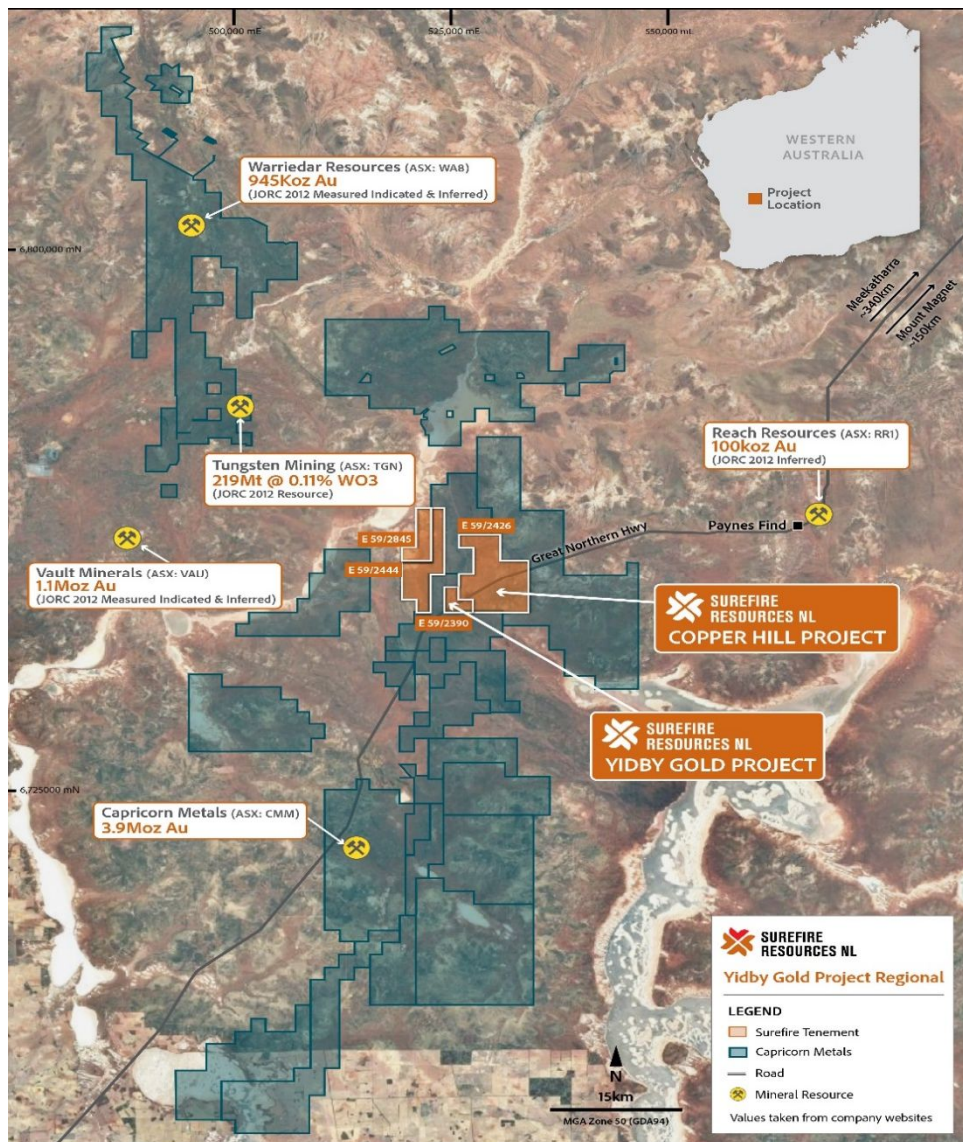 500,000 mE
525,000 mE
550,000 mE
WESTERN
AUSTRALIA
Project
Location
Warriedar Resources (ASX: WA8)
945Koz Au
(JORC 2012 Measured Indicated & Inferred)
6,800,000 mN
Meekatharra
~340km
Mount Magnet
~150km
Reach Resources (ASX: RR1)
100koz Au
(JORC 2012 Inferred)
Tungsten Mining (ASX: TGN)
219Mt @ 0.11% WO3
(JORC 2012 Resource)
Paynes Find
Great Northern Hwy
E 59/2426
E 59/2845
E 59/2444
E 59/2390
Vault Minerals (ASX: VAU)
1.1Moz Au
(JORC 2012 Measured Indicated & Inferred)
SUREFIRE
RESOURCES NL
COPPER HILL PROJECT
SUREFIRE
RESOURCES NL
YIDBY GOLD PROJECT
6,725000 mN
Capricorn Metals (ASX: CMM)
3.9Moz Au
SUREFIRE
RESOURCES NL
Yidby Gold Project Regional
LEGEND
Surefire Tenement
Capricorn Metals
Road
Mineral Resource
Values taken from company websites
N
15km
MGA Zone 50 (GDA94)